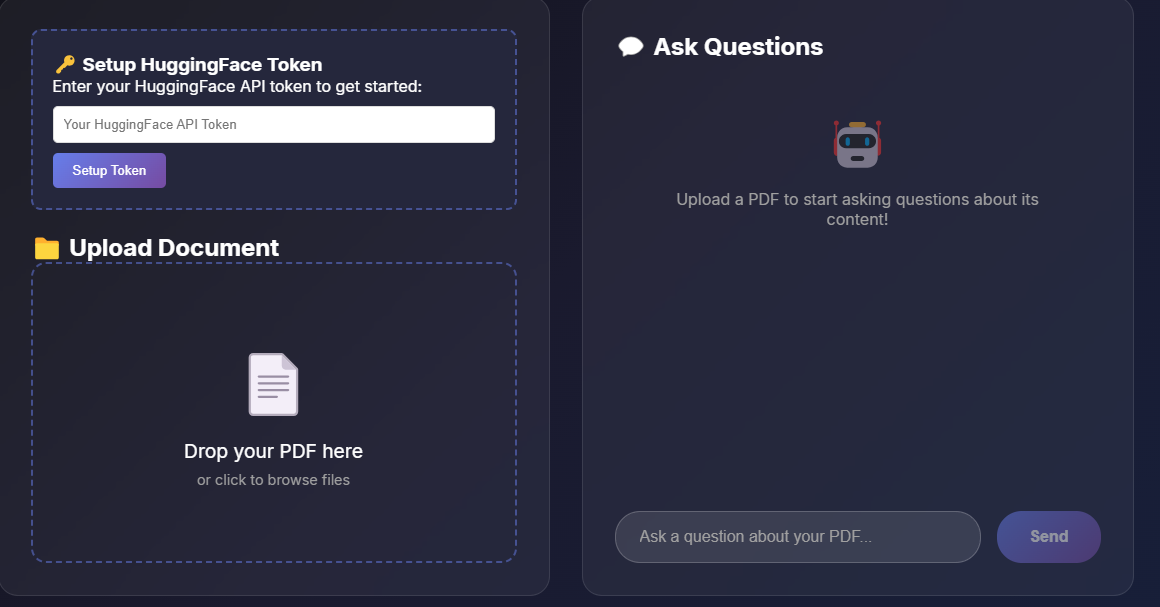 Setup HuggingFace Token
Enter your HuggingFace API token to get started:
Your HuggingFace API Token
Setup Token
Upload Document
Drop your PDF here
or click to browse files
Ask Questions
Upload a PDF to start asking questions about its
content!
Ask a question about your PDF...
Send